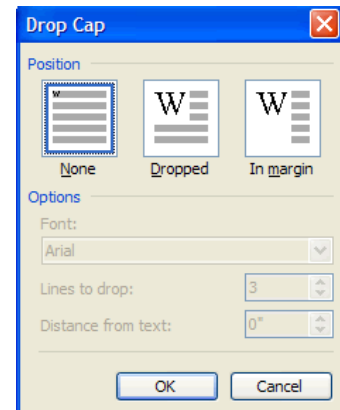 Drop Cap
Position
W W W
None Dropped In margin
Options
Font:
Arial
Lines to drop: 3
Distance from text: 0"
OK Cancel